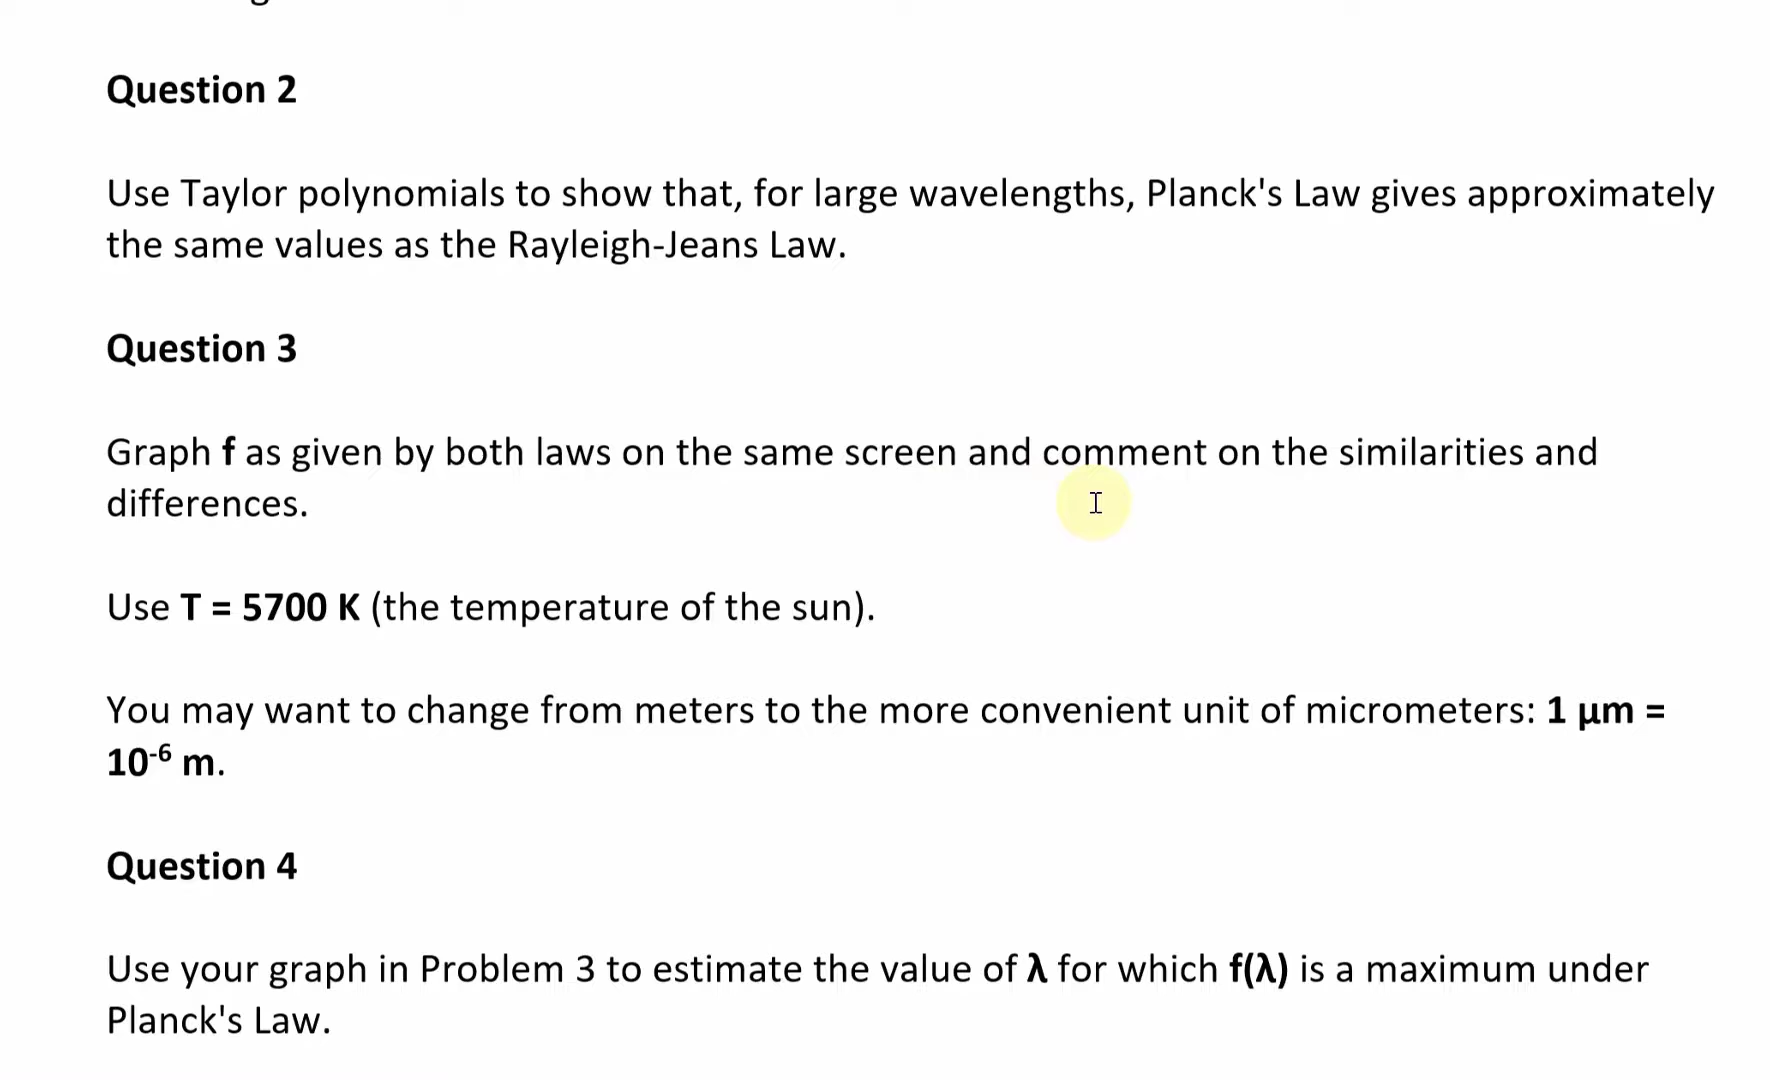 Question 2
Use Taylor polynomials to show that, for large wavelengths, Planck's Law gives approximately
the same values as the Rayleigh-Jeans Law.
Question 3
Graph f as given by both laws on the same screen and comment on the similarities and
differences.
Use T = 5700 K (the temperature of the sun).
You may want to change from meters to the more convenient unit of micrometers: 1 μm =
10⁻⁶ m.
Question 4
Use your graph in Problem 3 to estimate the value of λ for which f(λ) is a maximum under
Planck's Law.